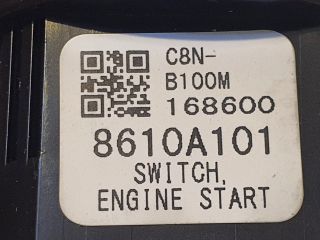 C8N-
B100M
168600
8610A101
SWITCH,
ENGINE START